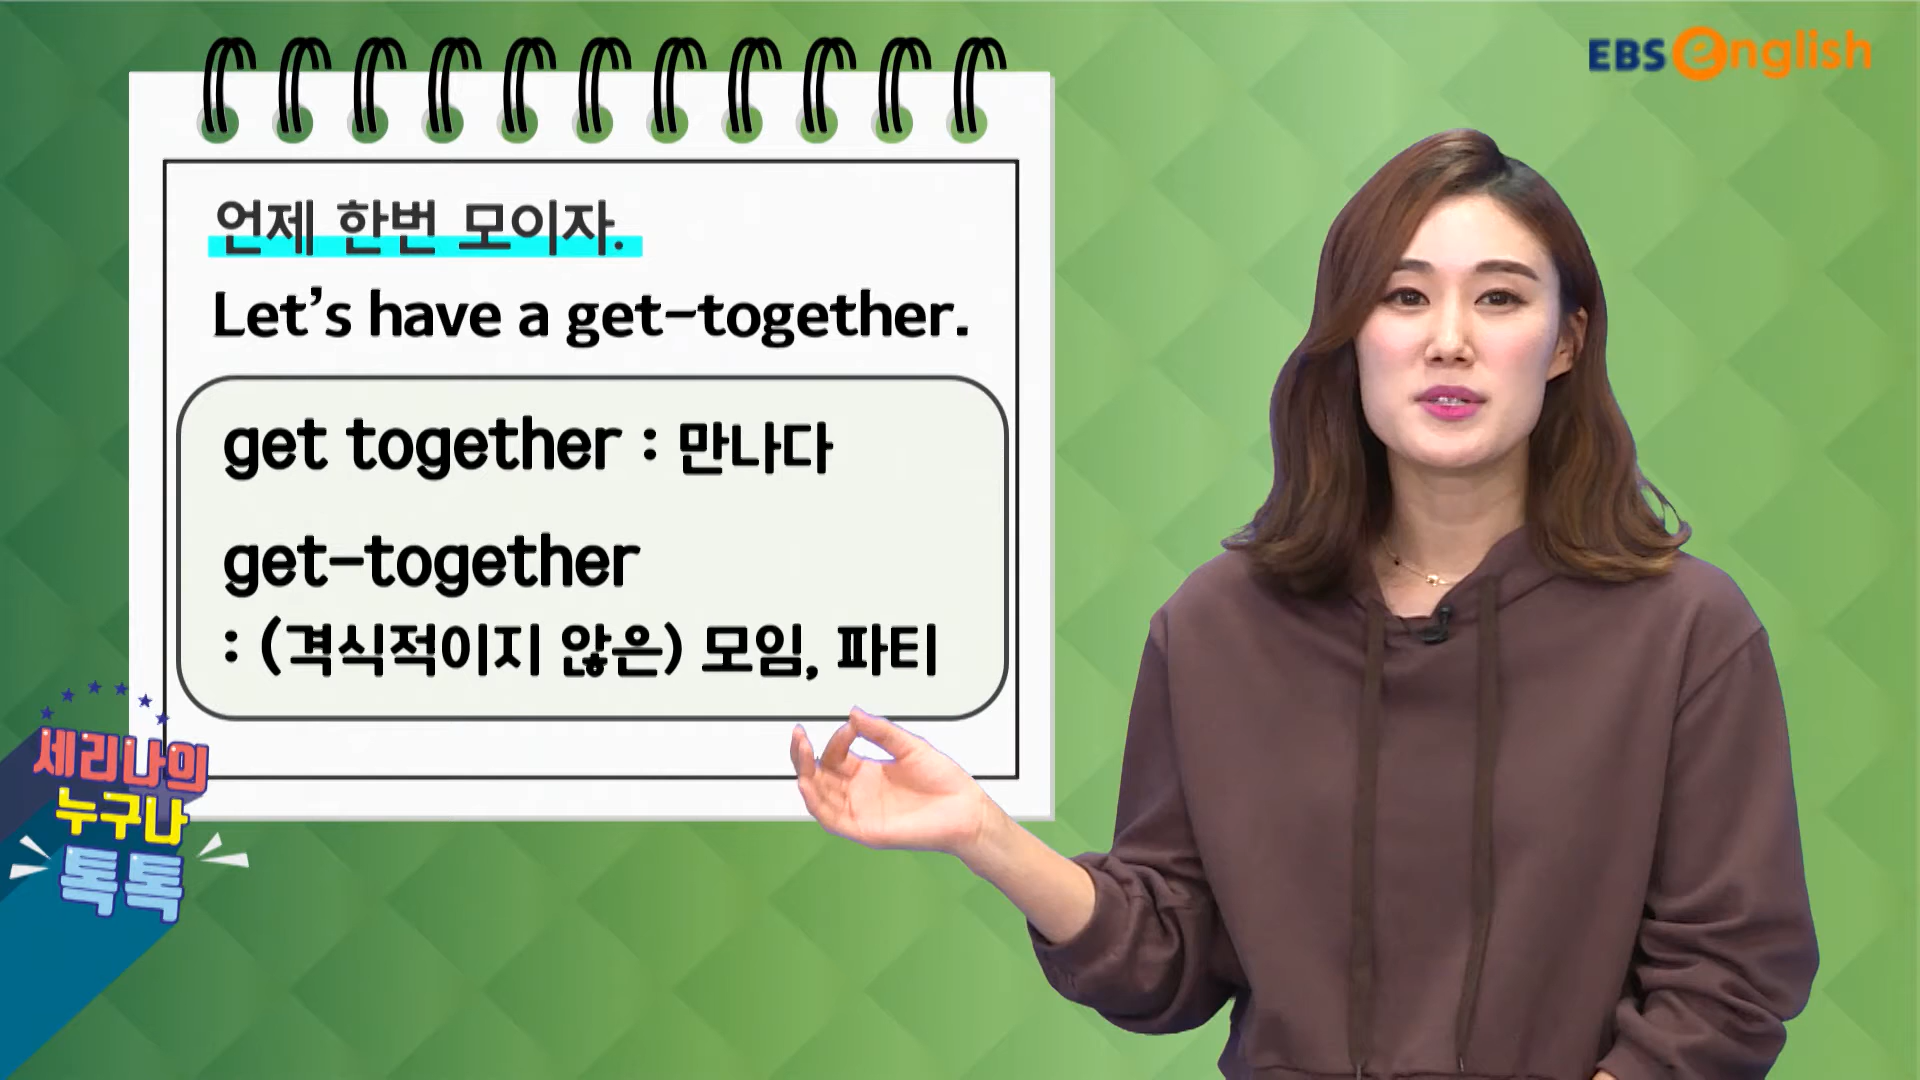 EBS english
언제 한번 모이자.
Let's have a get-together.
get together : 만나다
get-together
: (격식적이지 않은) 모임, 파티
세리나의
누구나
톡톡